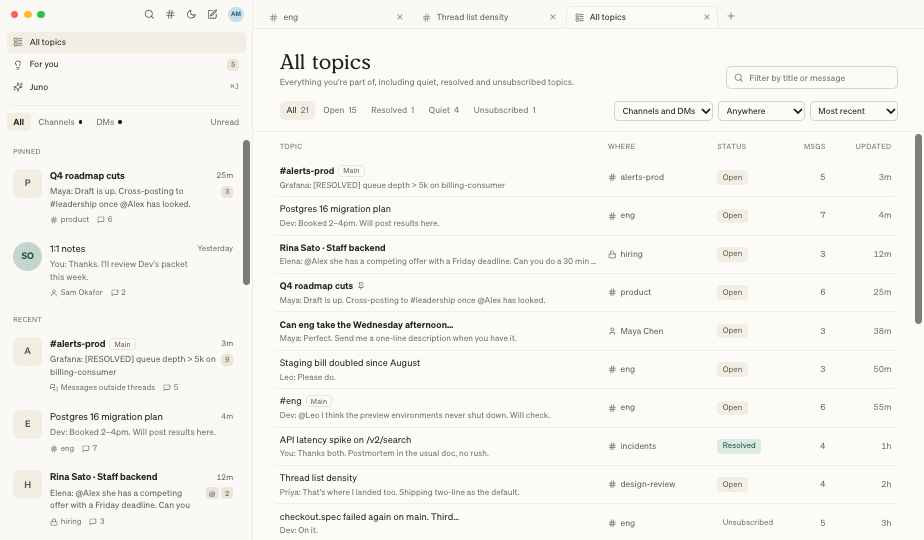 AM
All topics
For you 5
Juno ⌘J
All Channels DMs Unread
PINNED
P
Q4 roadmap cuts 25m
Maya: Draft is up. Cross-posting to 3
#leadership once @Alex has looked.
# product 6
SO
1:1 notes Yesterday
You: Thanks. I'll review Dev's packet
this week.
Sam Okafor 2
RECENT
A
#alerts-prod Main 3m
Grafana: [RESOLVED] queue depth > 5k on 9
billing-consumer
Messages outside threads 5
E
Postgres 16 migration plan 4m
Dev: Booked 2–4pm. Will post results here.
# eng 7
H
Rina Sato · Staff backend 12m
Elena: @Alex she has a competing @ 2
offer with a Friday deadline. Can you
hiring 3
# eng × # Thread list density × All topics × +
All topics
Everything you're part of, including quiet, resolved and unsubscribed topics.
Filter by title or message
All 21 Open 15 Resolved 1 Quiet 4 Unsubscribed 1
Channels and DMs Anywhere Most recent
TOPIC WHERE STATUS MSGS UPDATED
#alerts-prod Main
Grafana: [RESOLVED] queue depth > 5k on billing-consumer
# alerts-prod Open 5 3m
Postgres 16 migration plan
Dev: Booked 2–4pm. Will post results here.
# eng Open 7 4m
Rina Sato · Staff backend
Elena: @Alex she has a competing offer with a Friday deadline. Can you do a 30 min ...
hiring Open 3 12m
Q4 roadmap cuts
Maya: Draft is up. Cross-posting to #leadership once @Alex has looked.
# product Open 6 25m
Can eng take the Wednesday afternoon...
Maya: Perfect. Send me a one-line description when you have it.
Maya Chen Open 3 38m
Staging bill doubled since August
Leo: Please do.
# eng Open 3 50m
#eng Main
Dev: @Leo I think the preview environments never shut down. Will check.
# eng Open 6 55m
API latency spike on /v2/search
You: Thanks both. Postmortem in the usual doc, no rush.
# incidents Resolved 4 1h
Thread list density
Priya: That's where I landed too. Shipping two-line as the default.
# design-review Open 4 2h
checkout.spec failed again on main. Third...
Dev: On it.
# eng Unsubscribed 5 3h